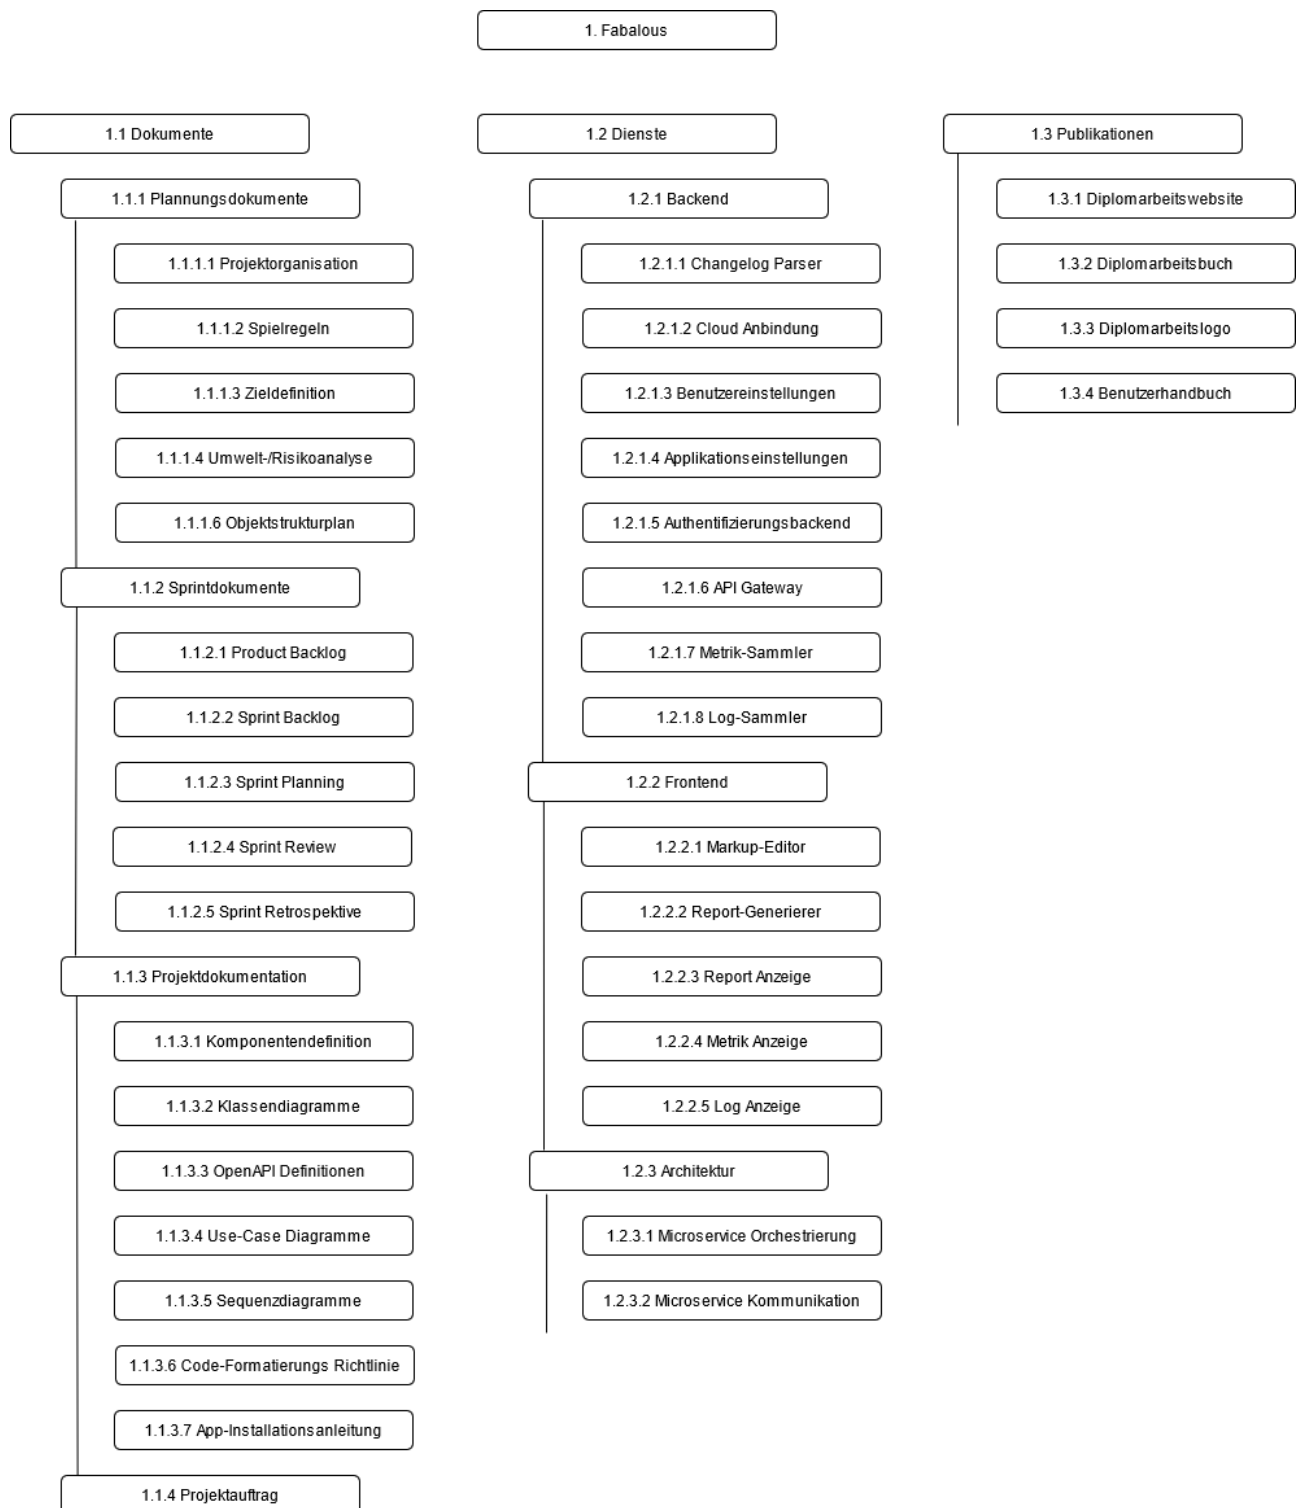 1. Fabalous
1.1 Dokumente
1.1.1 Plannungsdokumente
1.1.1.1 Projektorganisation
1.1.1.2 Spielregeln
1.1.1.3 Zieldefinition
1.1.1.4 Umwelt-/Risikoanalyse
1.1.1.6 Objektstrukturplan
1.1.2 Sprintdokumente
1.1.2.1 Product Backlog
1.1.2.2 Sprint Backlog
1.1.2.3 Sprint Planning
1.1.2.4 Sprint Review
1.1.2.5 Sprint Retrospektive
1.1.3 Projektdokumentation
1.1.3.1 Komponentendefinition
1.1.3.2 Klassendiagramme
1.1.3.3 OpenAPI Definitionen
1.1.3.4 Use-Case Diagramme
1.1.3.5 Sequenzdiagramme
1.1.3.6 Code-Formatierungs Richtlinie
1.1.3.7 App-Installationsanleitung
1.1.4 Projektauftrag
1.2 Dienste
1.2.1 Backend
1.2.1.1 Changelog Parser
1.2.1.2 Cloud Anbindung
1.2.1.3 Benutzereinstellungen
1.2.1.4 Applikationseinstellungen
1.2.1.5 Authentifizierungsbackend
1.2.1.6 API Gateway
1.2.1.7 Metrik-Sammler
1.2.1.8 Log-Sammler
1.2.2 Frontend
1.2.2.1 Markup-Editor
1.2.2.2 Report-Generierer
1.2.2.3 Report Anzeige
1.2.2.4 Metrik Anzeige
1.2.2.5 Log Anzeige
1.2.3 Architektur
1.2.3.1 Microservice Orchestrierung
1.2.3.2 Microservice Kommunikation
1.3 Publikationen
1.3.1 Diplomarbeitswebsite
1.3.2 Diplomarbeitsbuch
1.3.3 Diplomarbeitslogo
1.3.4 Benutzerhandbuch